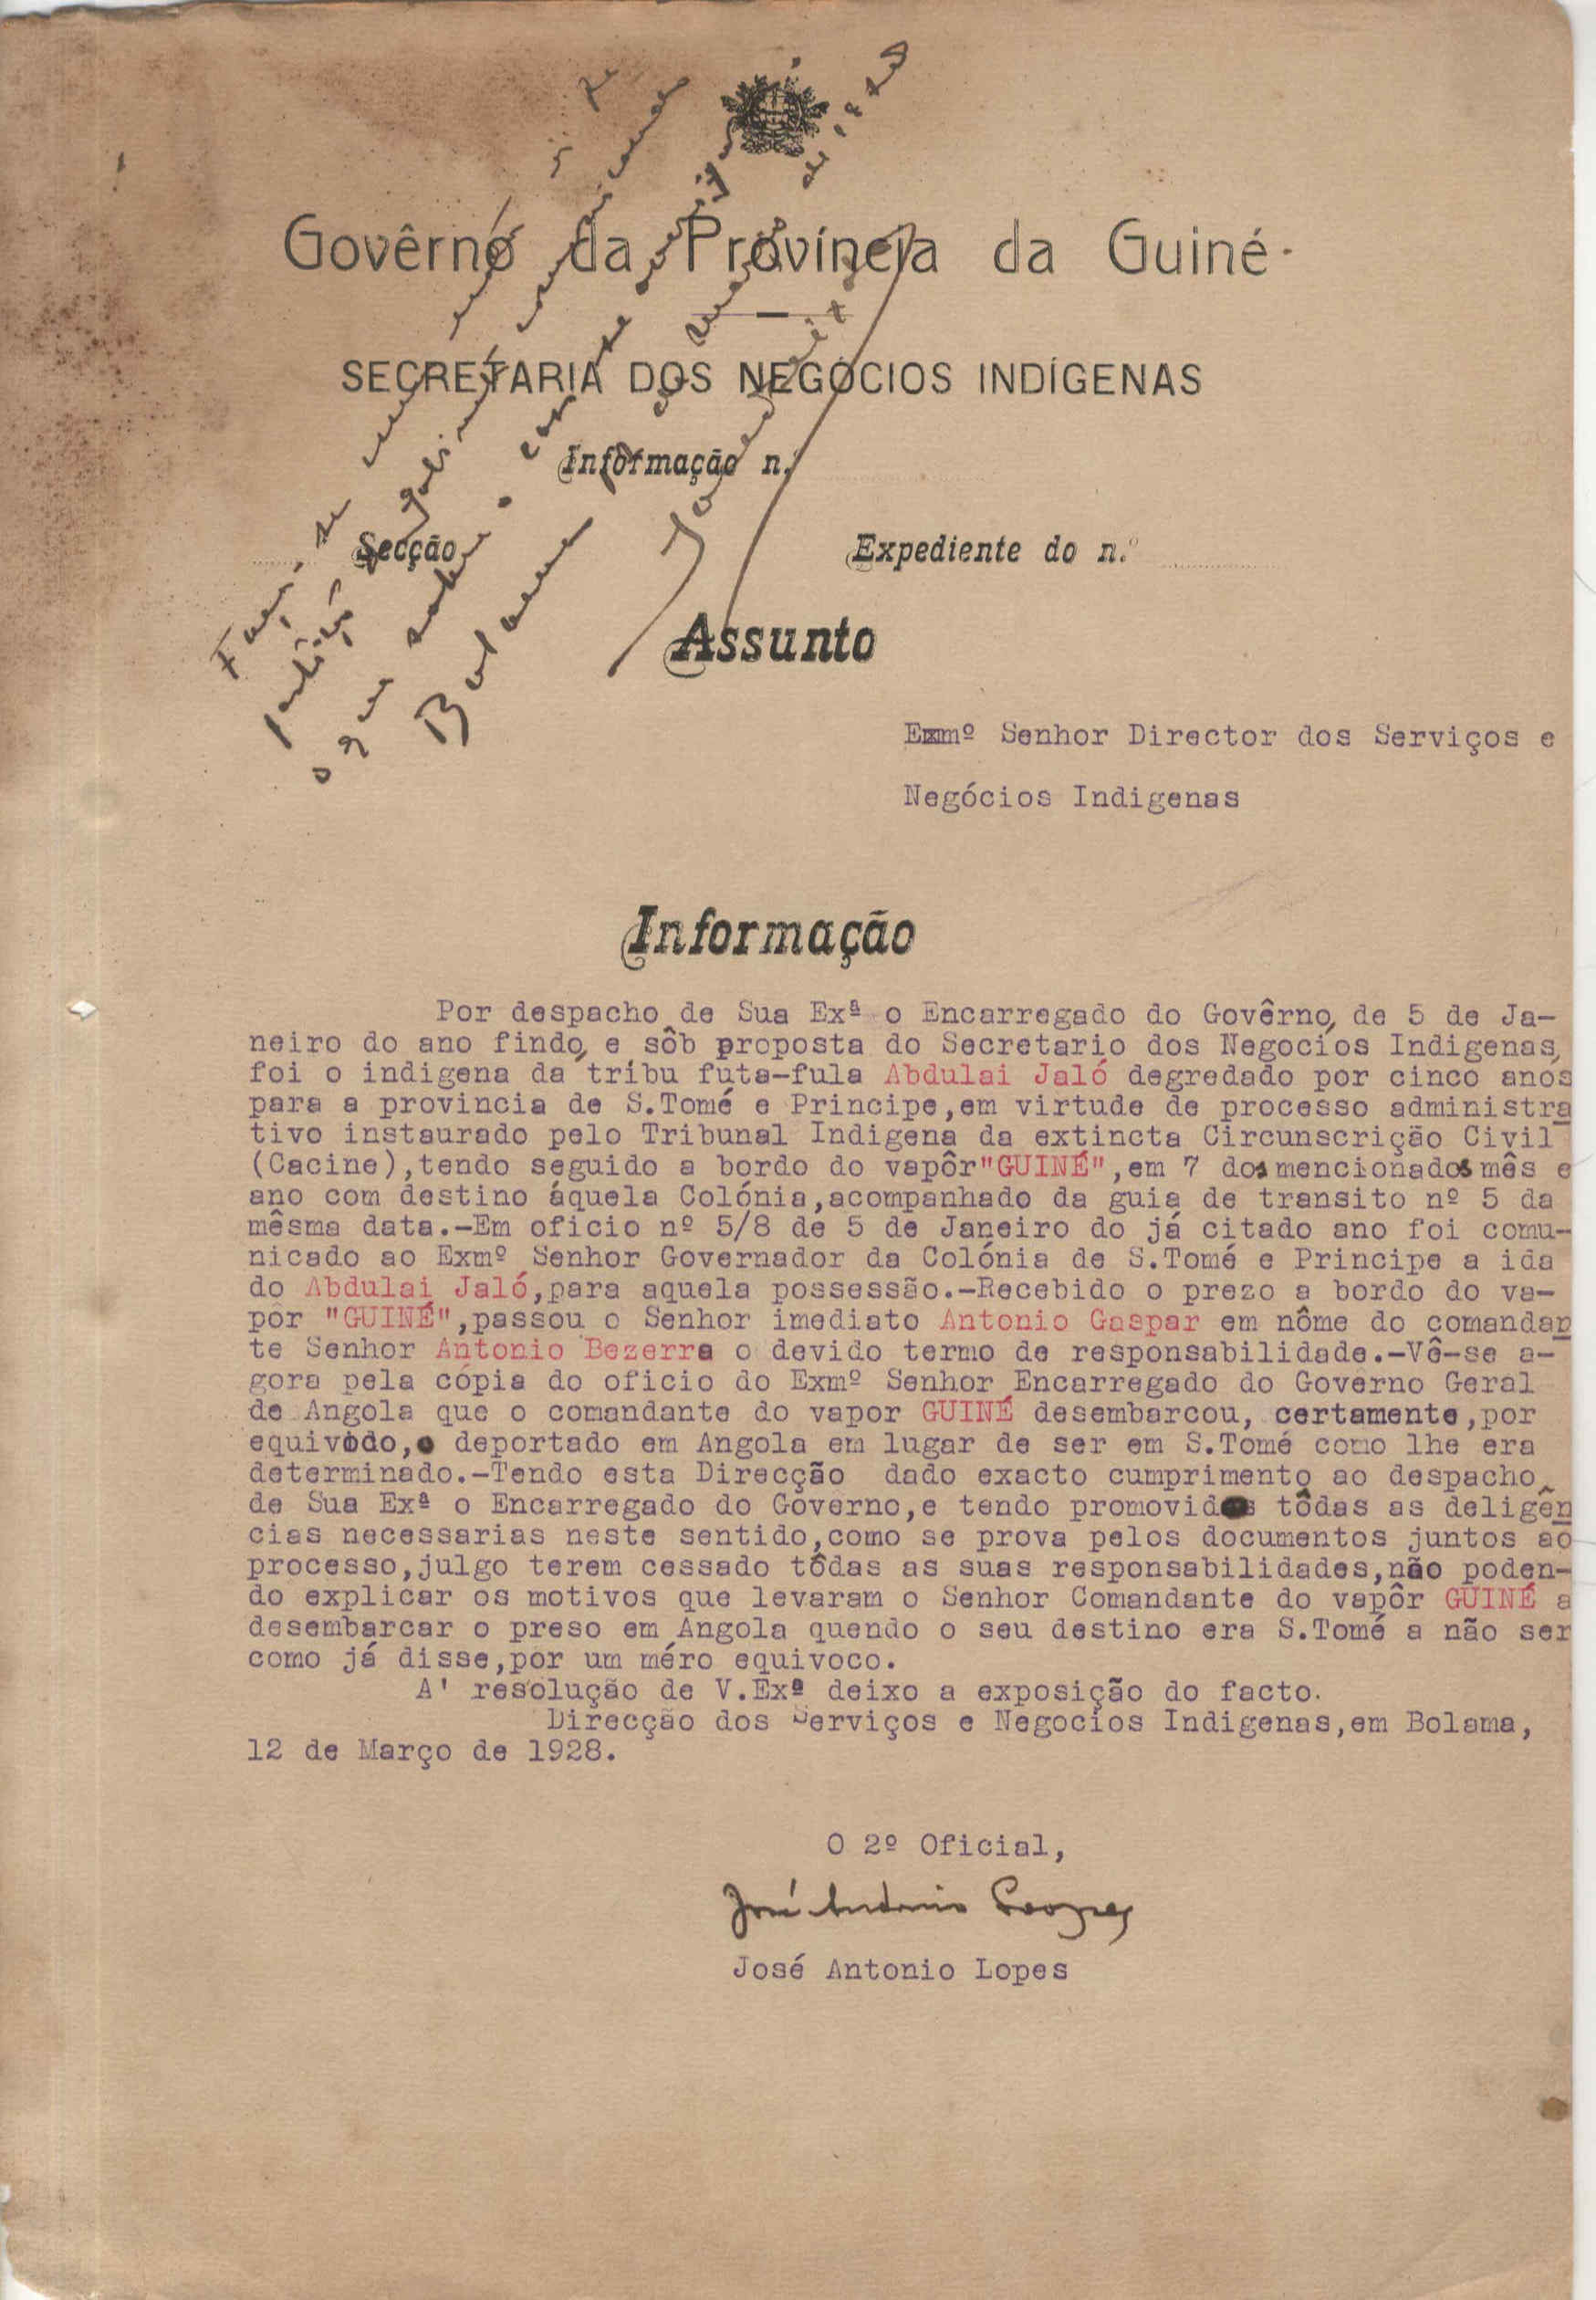 Govêrno da Província da Guiné
SECRETARIA DOS NEGÓCIOS INDÍGENAS
Informação n.º
Secção
Expediente do n.º
Assunto
Exmº Senhor Director dos Serviços e
Negócios Indigenas
Informação
Por despacho de Sua Exª o Encarregado do Govêrno, de 5 de Ja-
neiro do ano findo, e sôb proposta do Secretario dos Negocios Indigenas,
foi o indigena da tribu futa-fula Abdulai Jaló degredado por cinco anos
para a provincia de S.Tomé e Principe,em virtude de processo administra
tivo instaurado pelo Tribunal Indigena da extincta Circunscrição Civil
(Cacine),tendo seguido a bordo do vapôr"GUINÉ",em 7 dos mencionados mês e
ano com destino áquela Colónia,acompanhado da guia de transito nº 5 da
mêsma data.-Em oficio nº 5/8 de 5 de Janeiro do já citado ano foi comu-
nicado ao Exmº Senhor Governador da Colónia de S.Tomé e Principe a ida
do Abdulai Jaló,para aquela possessão.-Recebido o prezo a bordo do va-
pôr "GUINÉ",passou o Senhor imediato Antonio Gaspar em nôme do comandan
te Senhor Antonio Bezerra o devido termo de responsabilidade.-Vê-se a-
gora pela cópia do oficio do Exmº Senhor Encarregado do Governo Geral
de Angola que o comandante do vapor GUINÉ desembarcou, certamente,por
equivodo,o deportado em Angola em lugar de ser em S.Tomé como lhe era
determinado.-Tendo esta Direcção dado exacto cumprimento ao despacho
de Sua Exª o Encarregado do Governo,e tendo promovidos tôdas as deligên
cias necessarias neste sentido,como se prova pelos documentos juntos ao
processo,julgo terem cessado tôdas as suas responsabilidades,não poden-
do explicar os motivos que levaram o Senhor Comandante do vapôr GUINÉ a
desembarcar o preso em Angola quendo o seu destino era S.Tomé a não ser
como já disse,por um méro equivoco.
A' resolução de V.Exª deixo a exposição do facto.
Direcção dos Serviços e Negocios Indigenas,em Bolama,
12 de Março de 1928.
O 2º Oficial,
José Antonio Lopes
José Antonio Lopes